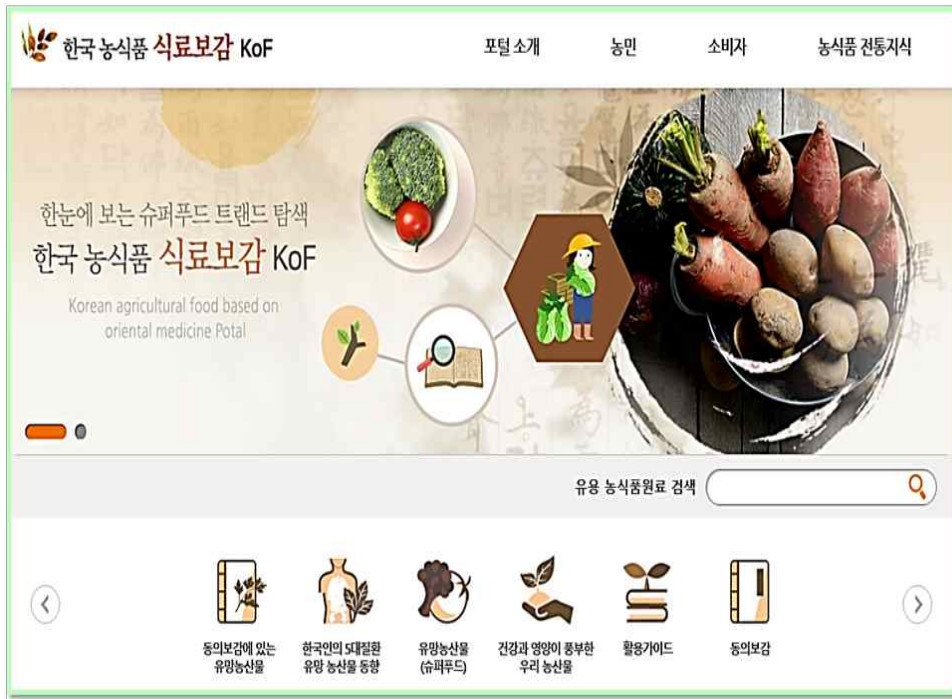 한국 농식품 식료보감 KoF
포털 소개
농민
소비자
농식품 전통지식
한눈에 보는 슈퍼푸드 트랜드 탐색
한국 농식품 식료보감 KoF
Korean agricultural food based on
oriental medicine Potal
유용 농식품원료 검색
동의보감에 있는
유망농산물
한국인의 5대질환
유망 농산물 동향
유망농산물
(슈퍼푸드)
건강과 영양이 풍부한
우리 농산물
활용가이드
동의보감